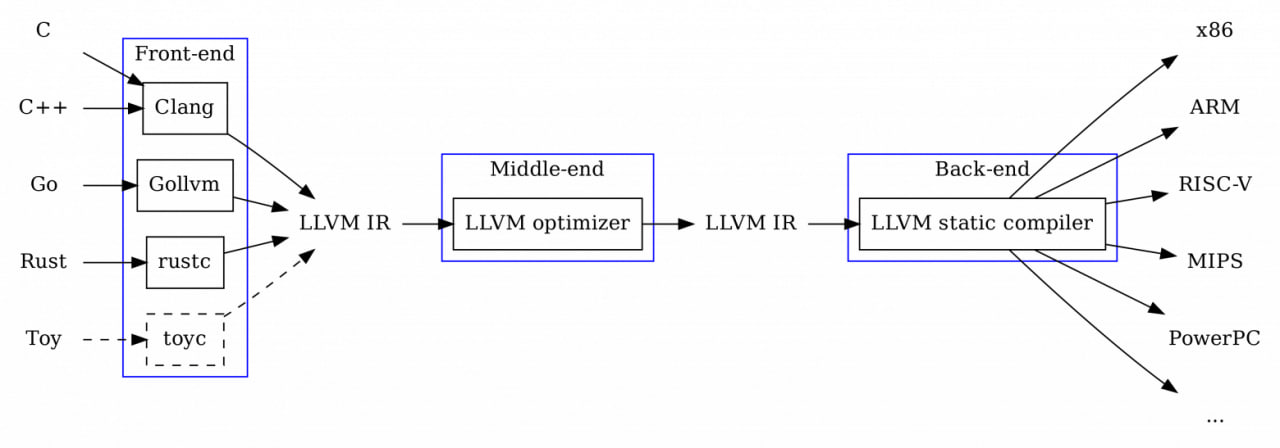 C
C++
Go
Rust
Toy
Front-end
Clang
Gollvm
rustc
toyc
LLVM IR
Middle-end
LLVM optimizer
LLVM IR
Back-end
LLVM static compiler
x86
ARM
RISC-V
MIPS
PowerPC
...